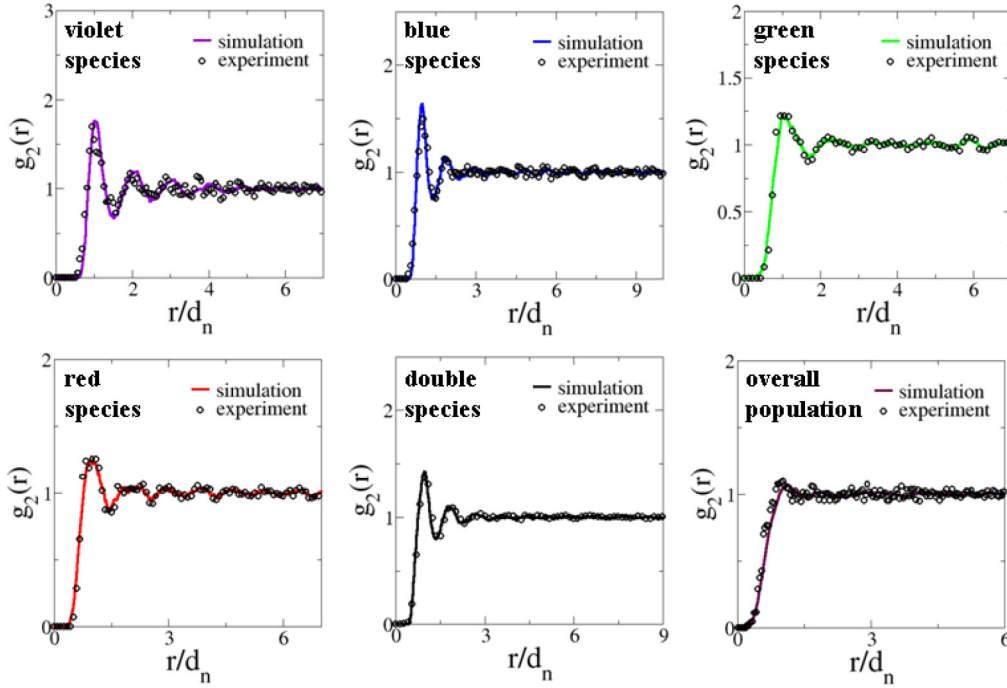 violet
species
simulation
experiment
g₂(r)
3
2
1
0
0
2
4
6
r/dₙ
blue
species
simulation
experiment
g₂(r)
2
1
0
0
3
6
9
r/dₙ
green
species
simulation
experiment
g₂(r)
2
1.5
1
0.5
0
0
2
4
6
r/dₙ
red
species
simulation
experiment
g₂(r)
2
1
0
0
3
6
r/dₙ
double
species
simulation
experiment
g₂(r)
2
1
0
0
3
6
9
r/dₙ
overall
population
simulation
experiment
g₂(r)
2
1
0
0
3
6
r/dₙ